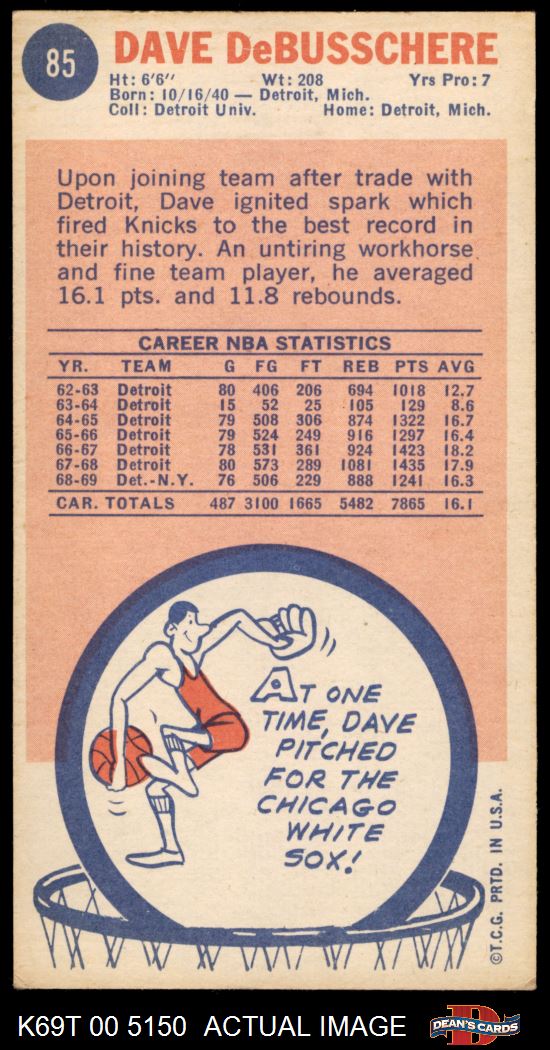 85
DAVE DeBUSSCHERE
Ht: 6'6" Wt: 208 Yrs Pro: 7
Born: 10/16/40 — Detroit, Mich.
Coll: Detroit Univ. Home: Detroit, Mich.
Upon joining team after trade with
Detroit, Dave ignited spark which
fired Knicks to the best record in
their history. An untiring workhorse
and fine team player, he averaged
16.1 pts. and 11.8 rebounds.
CAREER NBA STATISTICS
YR. TEAM G FG FT REB PTS AVG
62-63 Detroit 80 406 206 694 1018 12.7
63-64 Detroit 15 52 25 105 129 8.6
64-65 Detroit 79 508 306 874 1322 16.7
65-66 Detroit 79 524 249 916 1297 16.4
66-67 Detroit 78 531 361 924 1423 18.2
67-68 Detroit 80 573 289 1081 1435 17.9
68-69 Det.-N.Y. 76 506 229 888 1241 16.3
CAR. TOTALS 487 3100 1665 5482 7865 16.1
AT ONE
TIME, DAVE
PITCHED
FOR THE
CHICAGO
WHITE
SOX!
©T.C.G. PRTD. IN U.S.A.
K69T 00 5150 ACTUAL IMAGE
D
DEAN'S CARDS